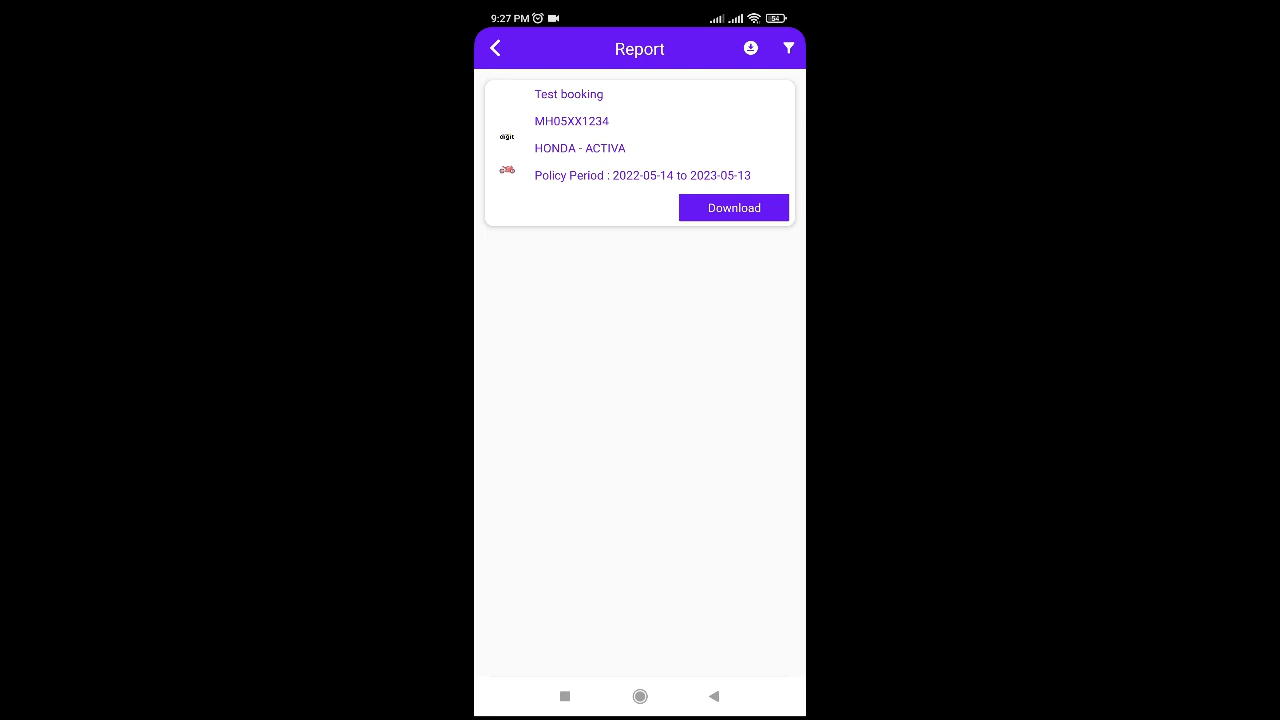 9:27 PM
54
Report
Test booking
MH05XX1234
digit
HONDA - ACTIVA
Policy Period : 2022-05-14 to 2023-05-13
Download